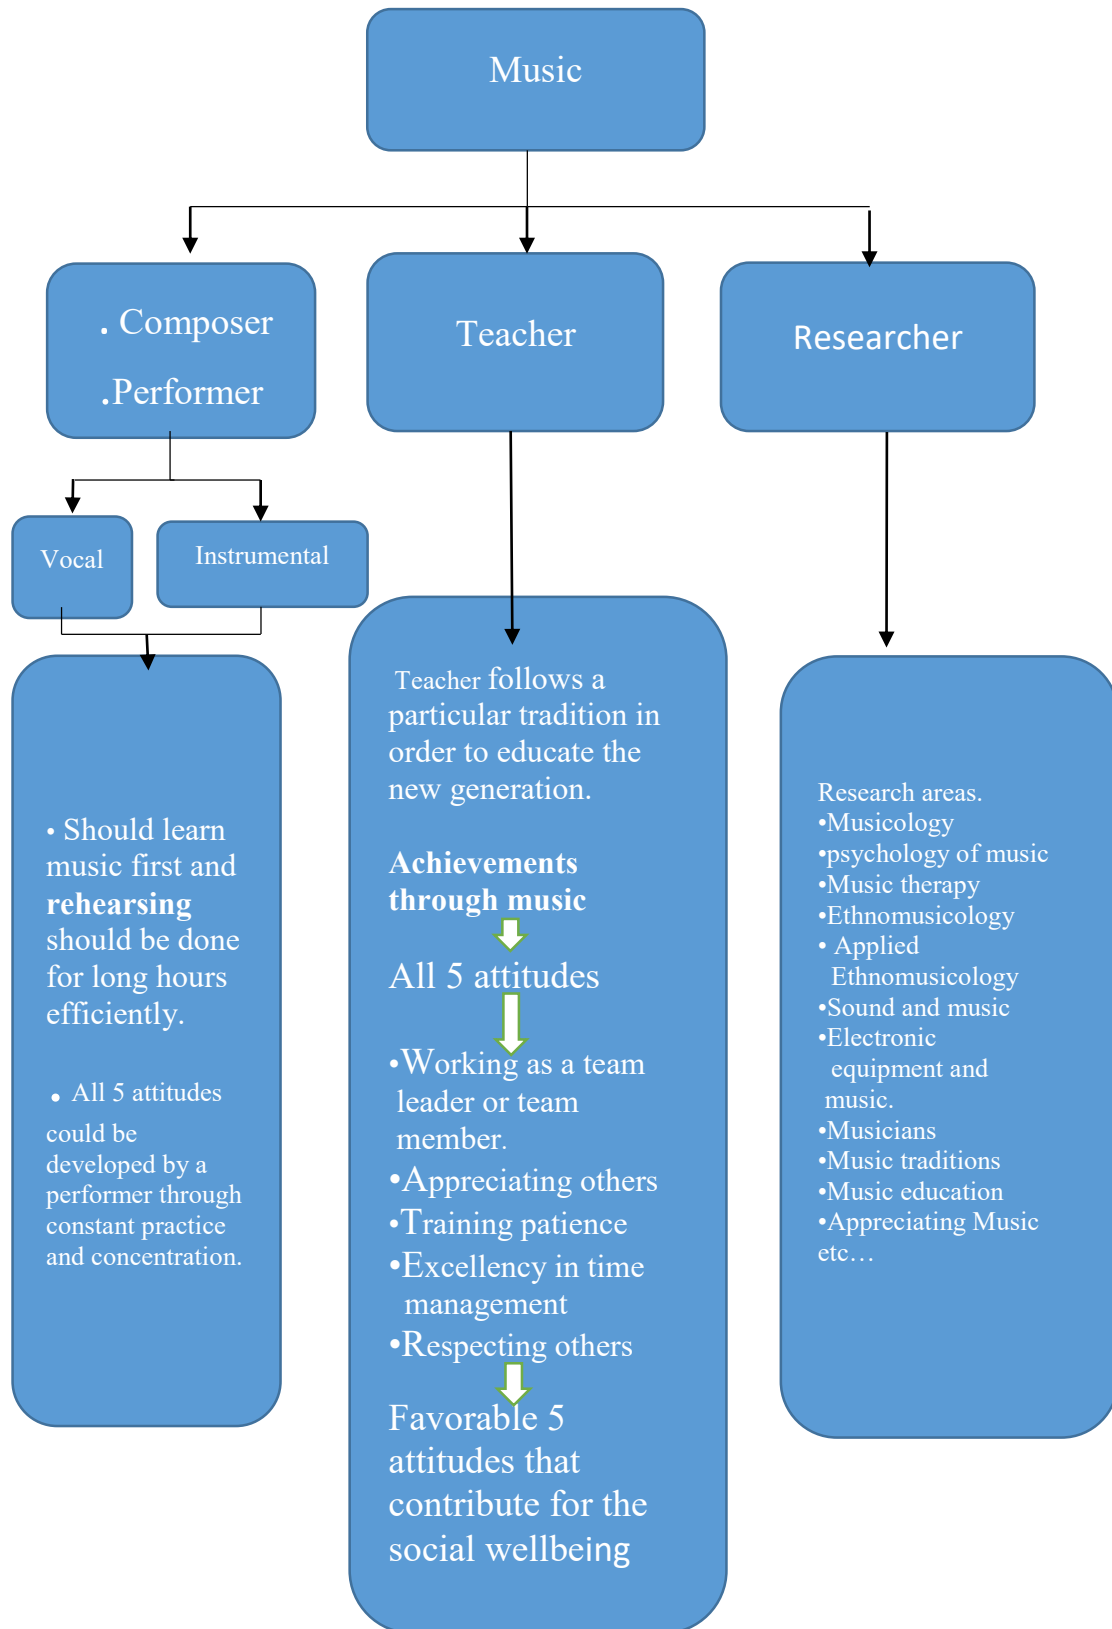 Music
. Composer
.Performer
Teacher
Researcher
Vocal
Instrumental
• Should learn
music first and
rehearsing
should be done
for long hours
efficiently.
. All 5 attitudes
could be
developed by a
performer through
constant practice
and concentration.
Teacher follows a
particular tradition in
order to educate the
new generation.
Achievements
through music
All 5 attitudes
•Working as a team
leader or team
member.
•Appreciating others
•Training patience
•Excellency in time
management
•Respecting others
Favorable 5
attitudes that
contribute for the
social wellbeing
Research areas.
•Musicology
•psychology of music
•Music therapy
•Ethnomusicology
• Applied
Ethnomusicology
•Sound and music
•Electronic
equipment and
music.
•Musicians
•Music traditions
•Music education
•Appreciating Music
etc…